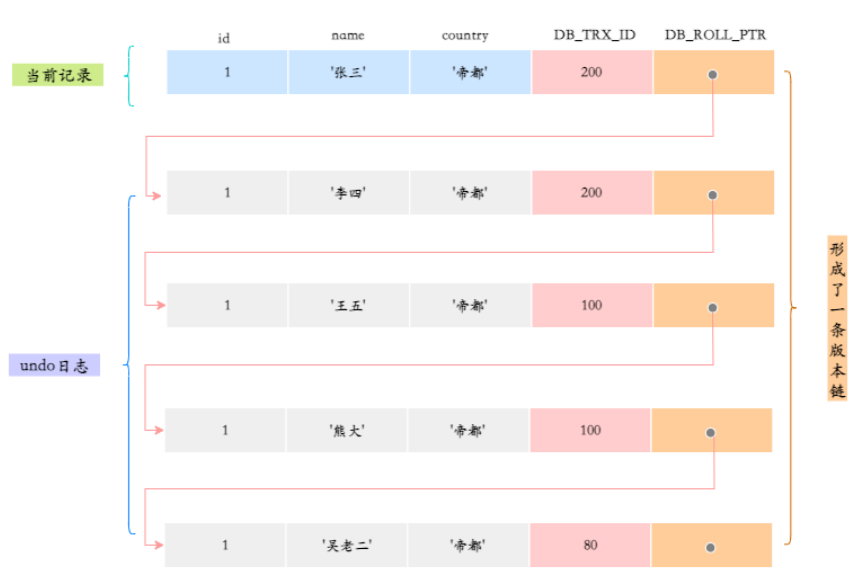 id name country DB_TRX_ID DB_ROLL_PTR
当前记录
1 '张三' '帝都' 200
1 '李四' '帝都' 200
1 '王五' '帝都' 100
undo日志
1 '熊大' '帝都' 100
1 '吴老二' '帝都' 80
形成了一条版本链